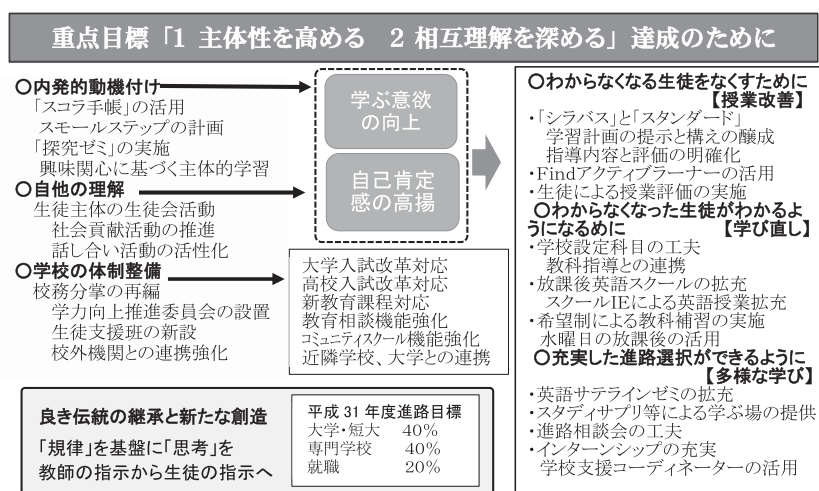 重点目標「1 主体性を高める 2 相互理解を深める」達成のために
○内発的動機付け
「スコラ手帳」の活用
スモールステップの計画
「探究ゼミ」の実施
興味関心に基づく主体的学習
○自他の理解
生徒主体の生徒会活動
社会貢献活動の推進
話し合い活動の活性化
○学校の体制整備
校務分掌の再編
学力向上推進委員会の設置
生徒支援班の新設
校外機関との連携強化
学ぶ意欲
の向上
自己肯定
感の高揚
大学入試改革対応
高校入試改革対応
新教育課程対応
教育相談機能強化
コミュニティスクール機能強化
近隣学校、大学との連携
○わからなくなる生徒をなくすために
【授業改善】
・「シラバス」と「スタンダード」
学習計画の提示と構えの醸成
指導内容と評価の明確化
・Findアクティブラーナーの活用
・生徒による授業評価の実施
○わからなくなった生徒がわかるよ
うになるために 【学び直し】
・学校設定科目の工夫
教科指導との連携
・放課後英語スクールの拡充
スクールIEによる英語授業拡充
・希望制による教科補習の実施
水曜日の放課後の活用
○充実した進路選択ができるように
【多様な学び】
・英語サテラインゼミの拡充
・スタディサプリ等による学ぶ場の提供
・進路相談会の工夫
・インターンシップの充実
学校支援コーディネーターの活用
良き伝統の継承と新たな創造
「規律」を基盤に「思考」を
教師の指示から生徒の指示へ
平成 31 年度進路目標
大学・短大 40%
専門学校 40%
就職 20%